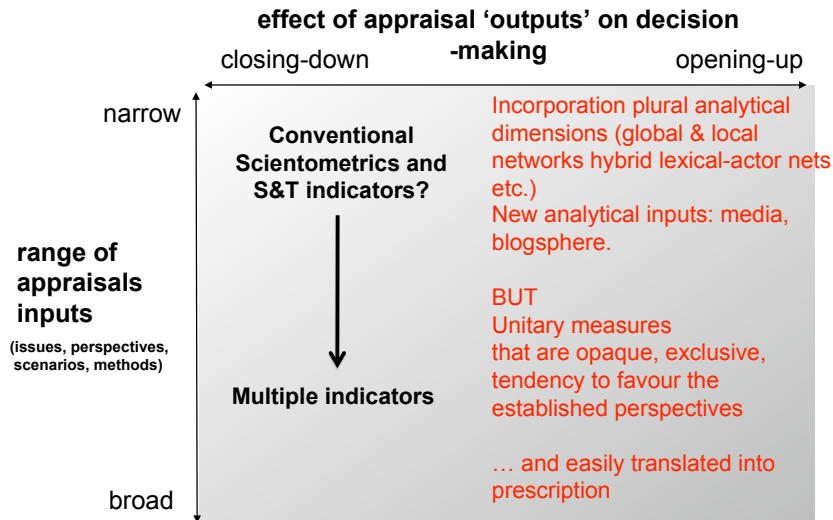 effect of appraisal ‘outputs’ on decision
-making
closing-down
opening-up
narrow
Conventional
Scientometrics and
S&T indicators?
Incorporation plural analytical
dimensions (global & local
networks hybrid lexical-actor nets
etc.)
New analytical inputs: media,
blogsphere.
range of
appraisals
inputs
(issues, perspectives,
scenarios, methods)
BUT
Unitary measures
that are opaque, exclusive,
tendency to favour the
established perspectives
Multiple indicators
… and easily translated into
prescription
broad